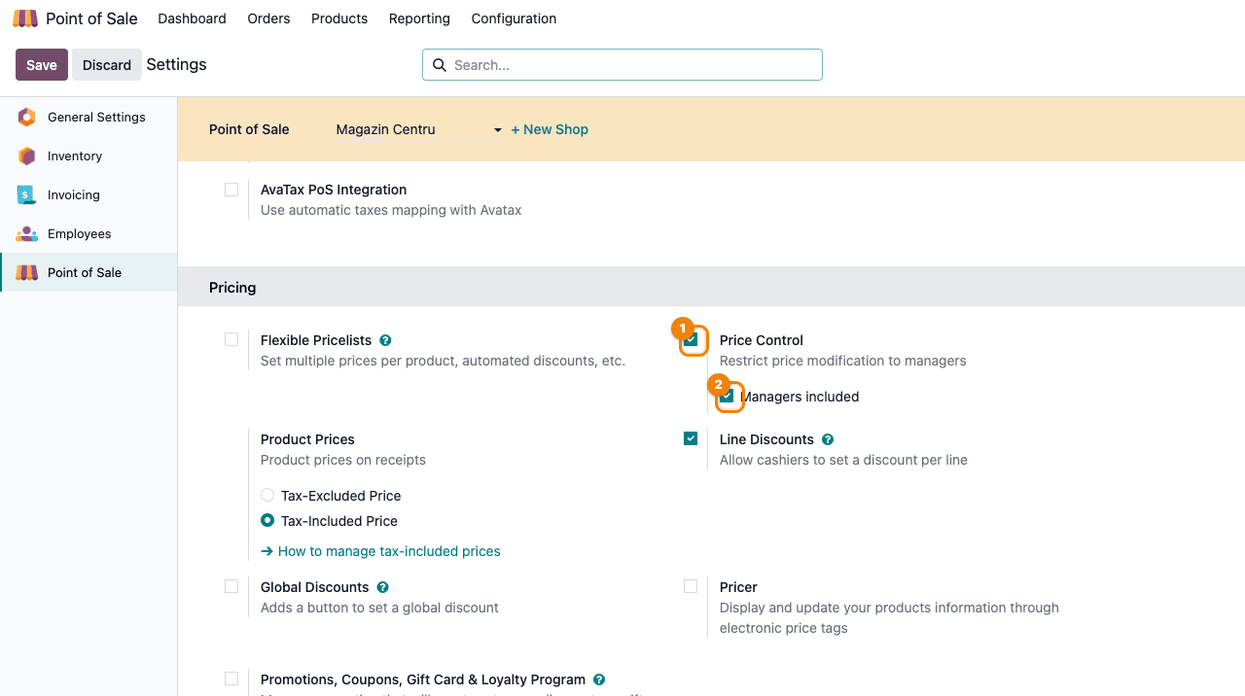 Point of Sale Dashboard Orders Products Reporting Configuration
Save Discard Settings Search...
General Settings
Inventory
Invoicing
Employees
Point of Sale
Point of Sale Magazin Centru + New Shop
AvaTax PoS Integration
Use automatic taxes mapping with Avatax
Pricing
Flexible Pricelists ?
Set multiple prices per product, automated discounts, etc.
1
Price Control
Restrict price modification to managers
2
Managers included
Product Prices
Product prices on receipts
Tax-Excluded Price
Tax-Included Price
How to manage tax-included prices
Line Discounts ?
Allow cashiers to set a discount per line
Global Discounts ?
Adds a button to set a global discount
Pricer
Display and update your products information through
electronic price tags
Promotions, Coupons, Gift Card & Loyalty Program ?